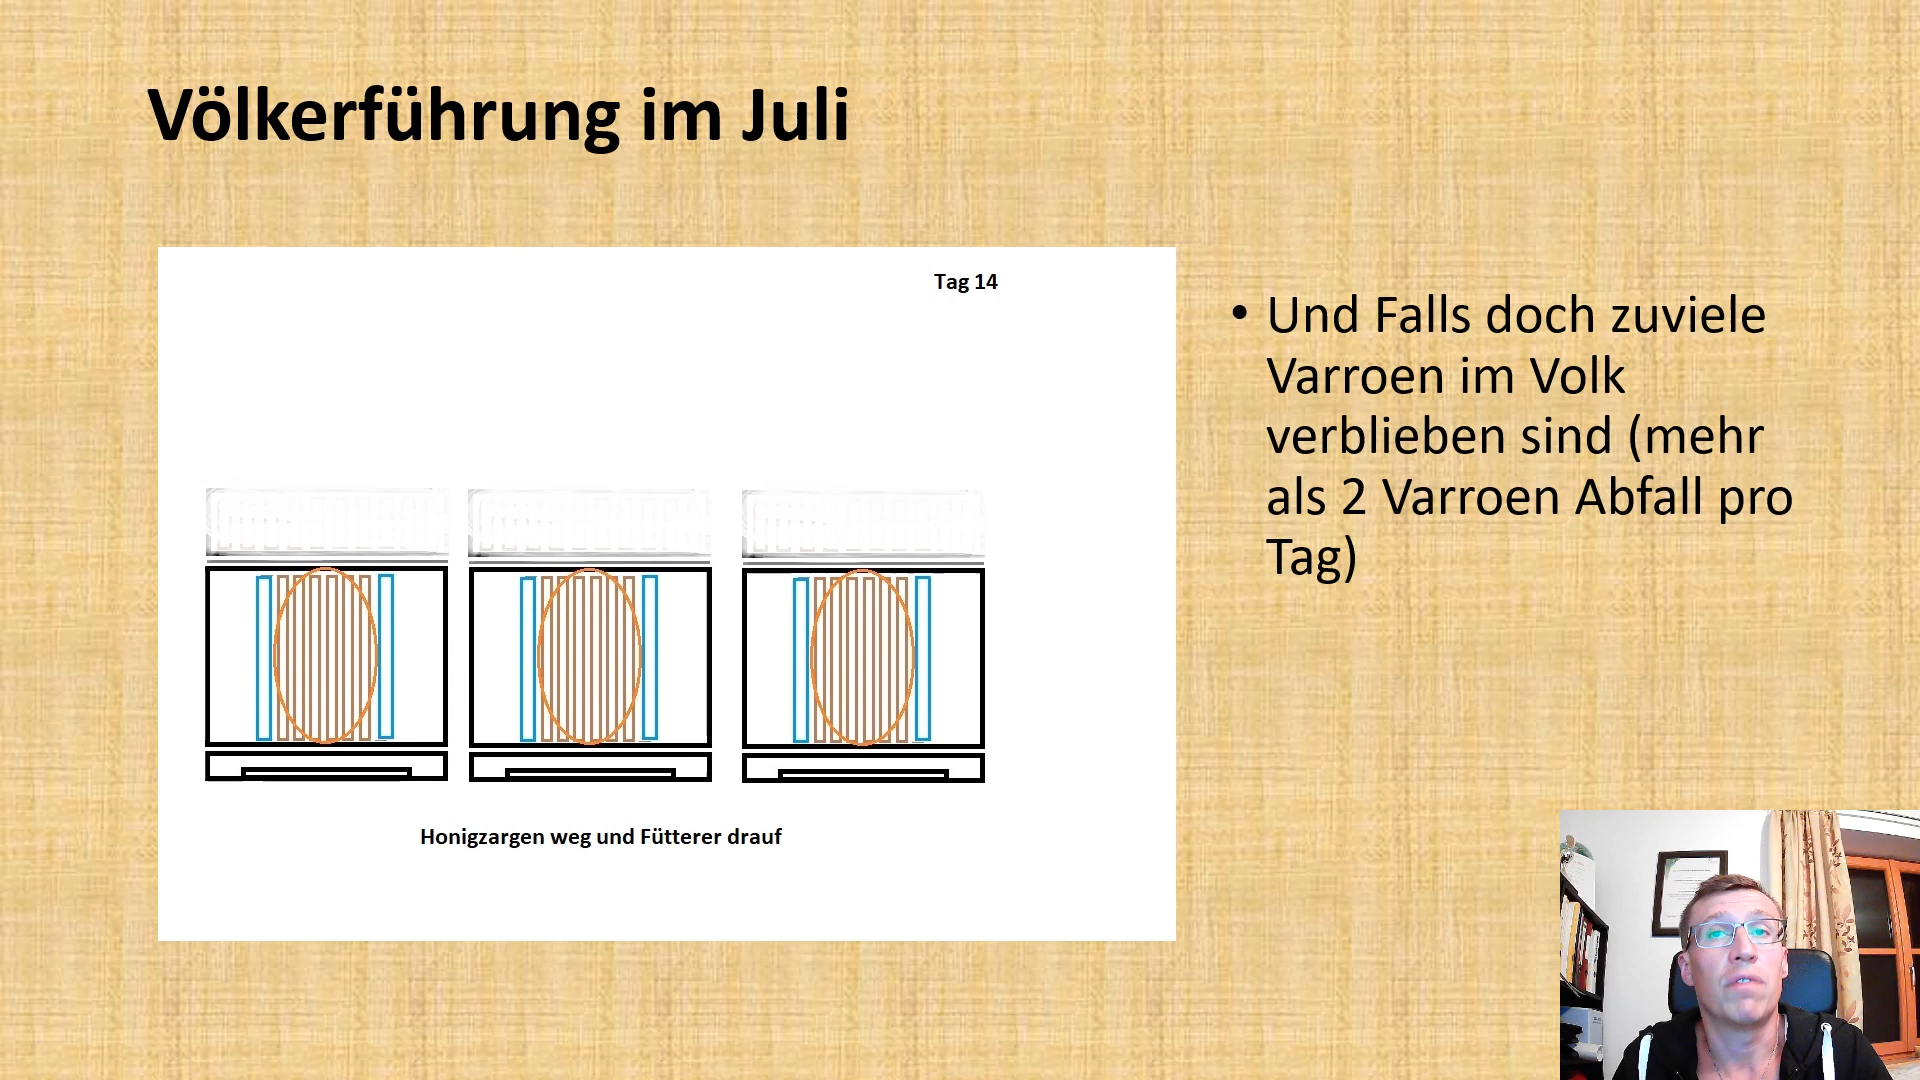 Völkerführung im Juli
Tag 14
Honigzargen weg und Fütterer drauf
• Und Falls doch zuviele
Varroen im Volk
verblieben sind (mehr
als 2 Varroen Abfall pro
Tag)